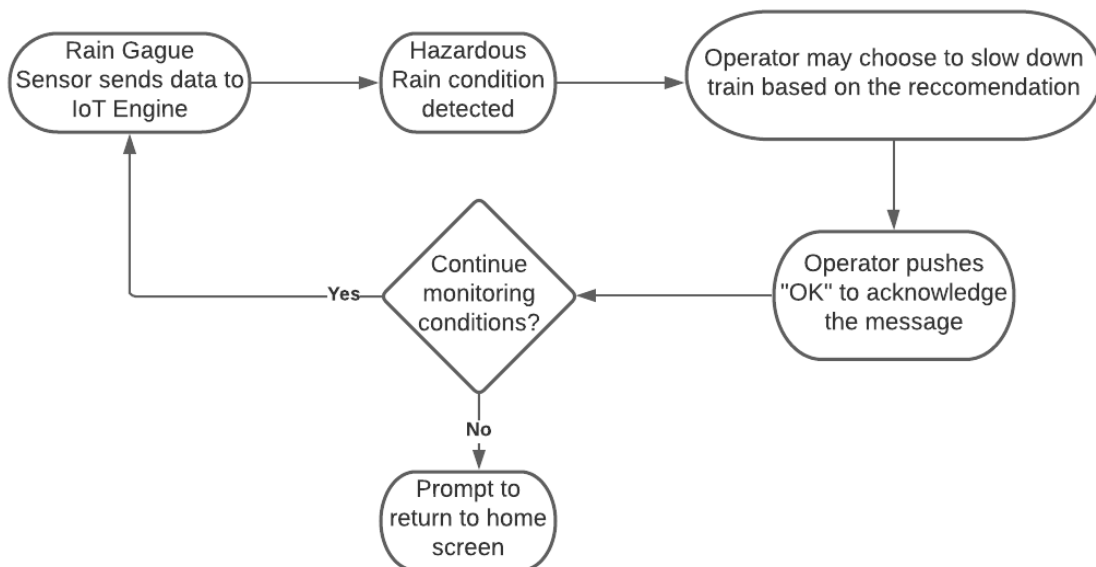 Rain Gague
Sensor sends data to
IoT Engine
Hazardous
Rain condition
detected
Operator may choose to slow down
train based on the reccomendation
Operator pushes
"OK" to acknowledge
the message
Continue
monitoring
conditions?
Yes
No
Prompt to
return to home
screen